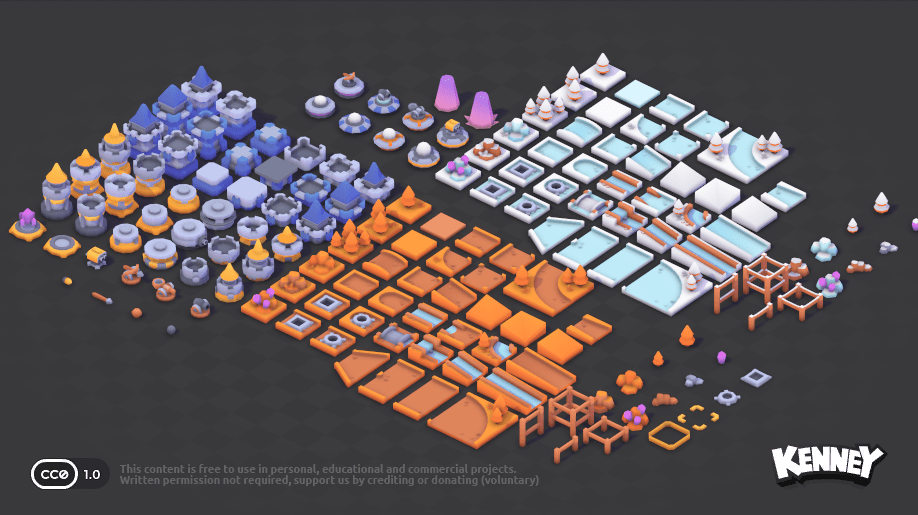 CC0 1.0
This content is free to use in personal, educational and commercial projects.
Written permission not required, support us by crediting or donating (voluntary)
KENNEY